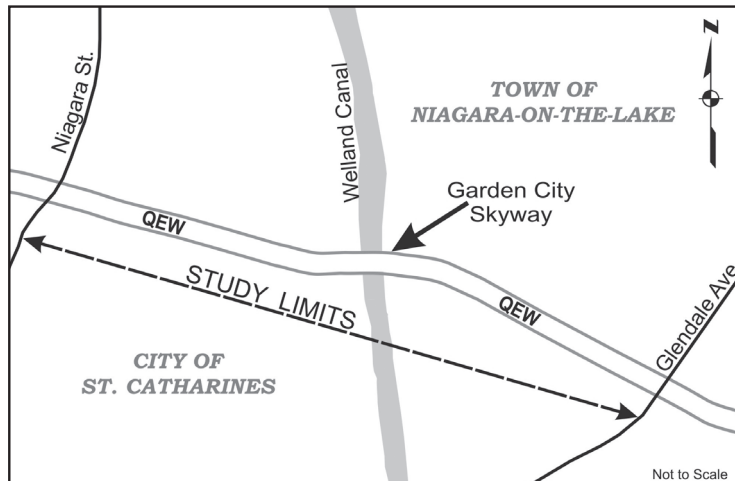 Niagara St.
Welland Canal
TOWN OF
NIAGARA-ON-THE-LAKE
N
Garden City
Skyway
QEW
STUDY LIMITS
QEW
Glendale Ave
CITY OF
ST. CATHARINES
Not to Scale